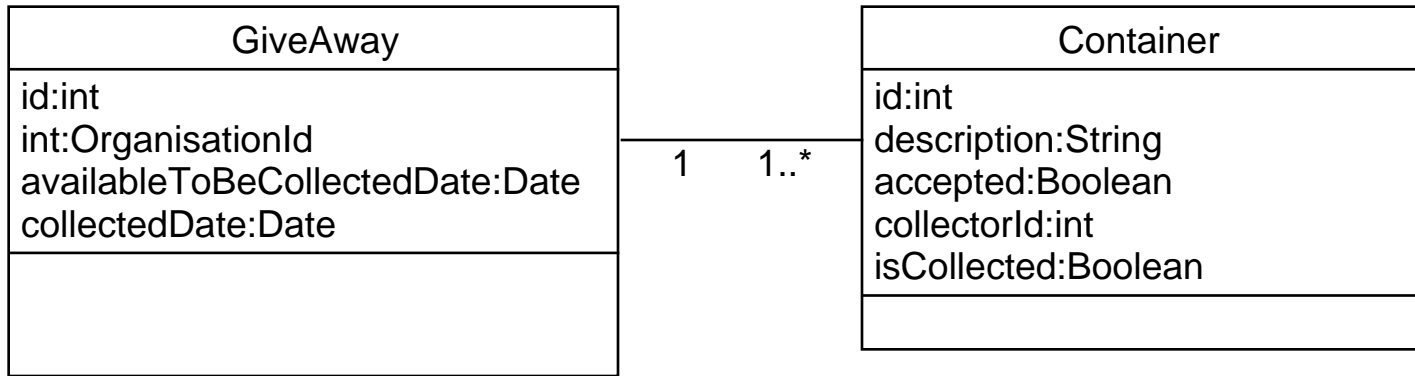 GiveAway
id:int
int:OrganisationId
availableToBeCollectedDate:Date
collectedDate:Date
1 1..*
Container
id:int
description:String
accepted:Boolean
collectorId:int
isCollected:Boolean